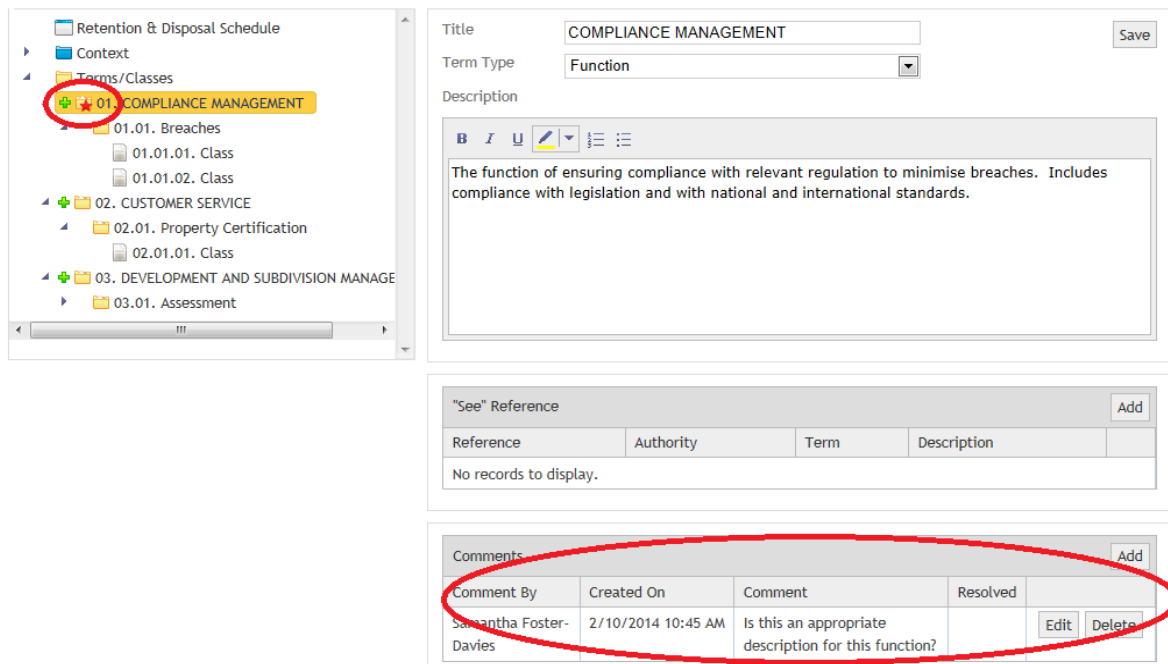 Retention & Disposal Schedule
Context
Terms/Classes
01. COMPLIANCE MANAGEMENT
01.01. Breaches
01.01.01. Class
01.01.02. Class
02. CUSTOMER SERVICE
02.01. Property Certification
02.01.01. Class
03. DEVELOPMENT AND SUBDIVISION MANAGE
03.01. Assessment
Title COMPLIANCE MANAGEMENT Save
Term Type Function
Description
B I U
The function of ensuring compliance with relevant regulation to minimise breaches. Includes
compliance with legislation and with national and international standards.
"See" Reference Add
Reference Authority Term Description
No records to display.
Comments Add
Comment By Created On Comment Resolved
Samantha Foster- 2/10/2014 10:45 AM Is this an appropriate Edit Delete
Davies description for this function?